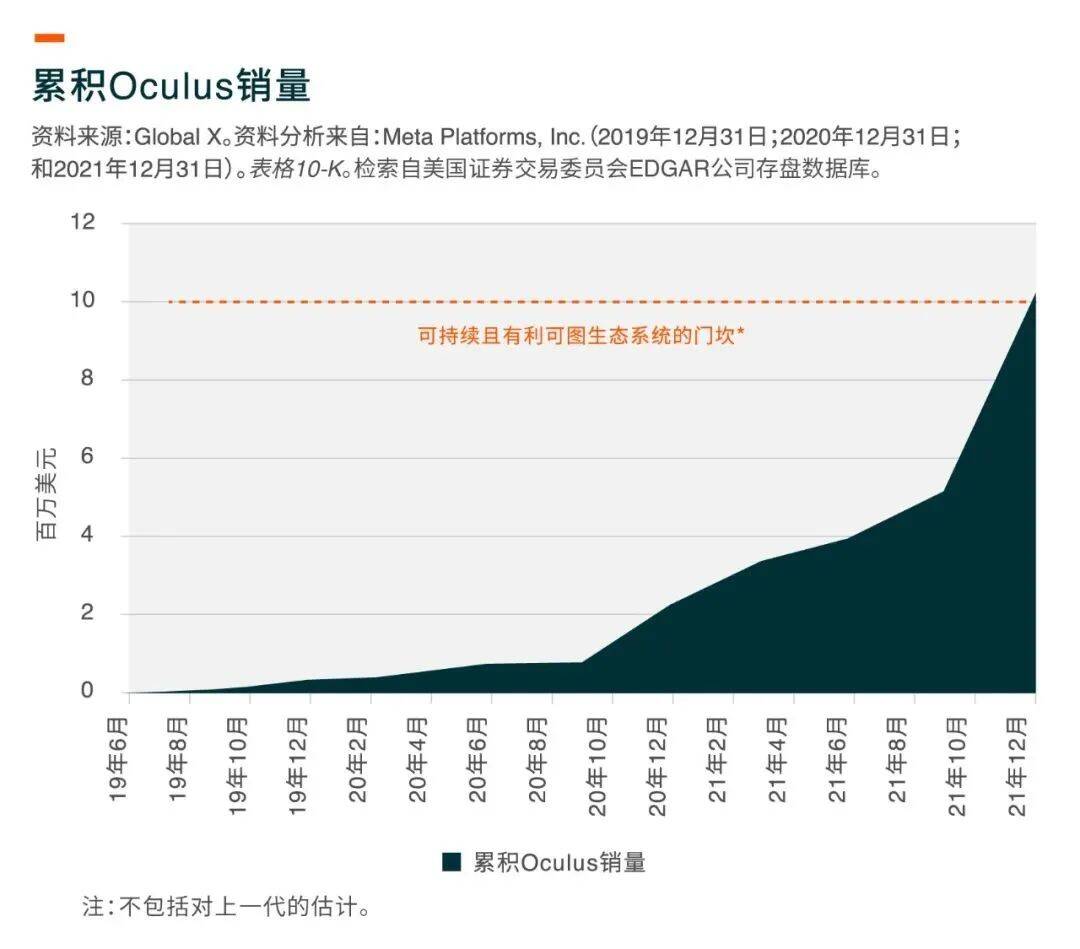 累积Oculus销量
资料来源：Global X。资料分析来自：Meta Platforms, Inc.（2019年12月31日；2020年12月31日；
和2021年12月31日）。表格10-K。检索自美国证券交易委员会EDGAR公司存盘数据库。
12
10
可持续且有利可图生态系统的门坎*
8
6
百万美元
4
2
0
19年6月
19年8月
19年10月
19年12月
20年2月
20年4月
20年6月
20年8月
20年10月
20年12月
21年2月
21年4月
21年6月
21年8月
21年10月
21年12月
累积Oculus销量
注：不包括对上一代的估计。